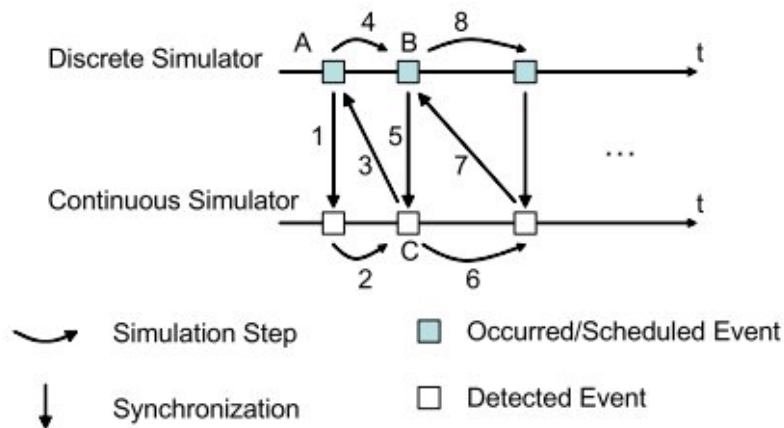 4
8
A
B
t
Discrete Simulator
1
3
5
7
...
Continuous Simulator
t
2
C
6
Simulation Step
Occurred/Scheduled Event
Synchronization
Detected Event